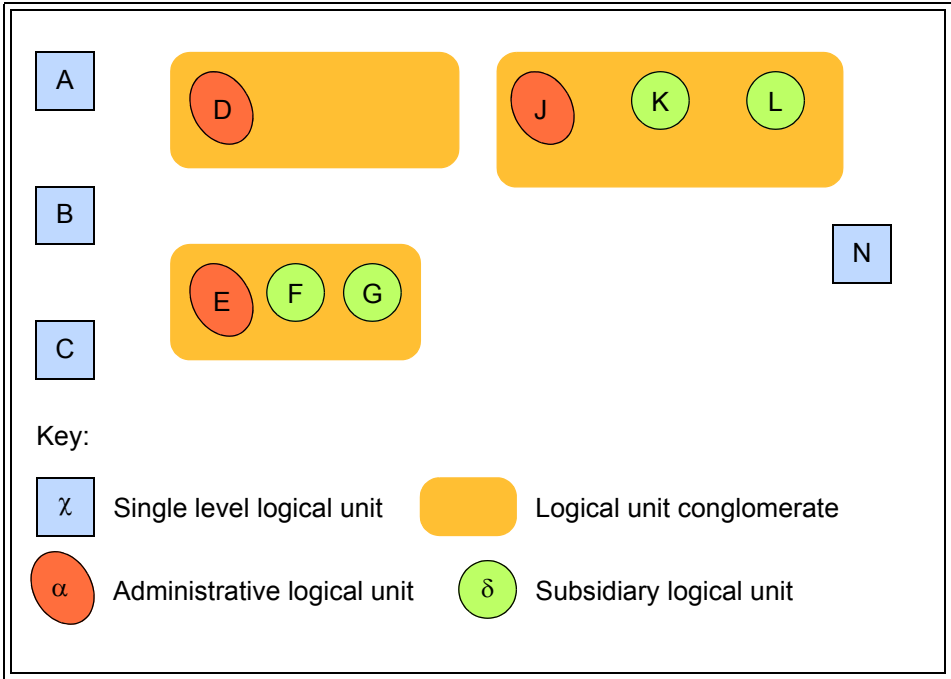 A
D
J
K
L
B
N
E
F
G
C
Key:
χ Single level logical unit
Logical unit conglomerate
α Administrative logical unit
δ Subsidiary logical unit